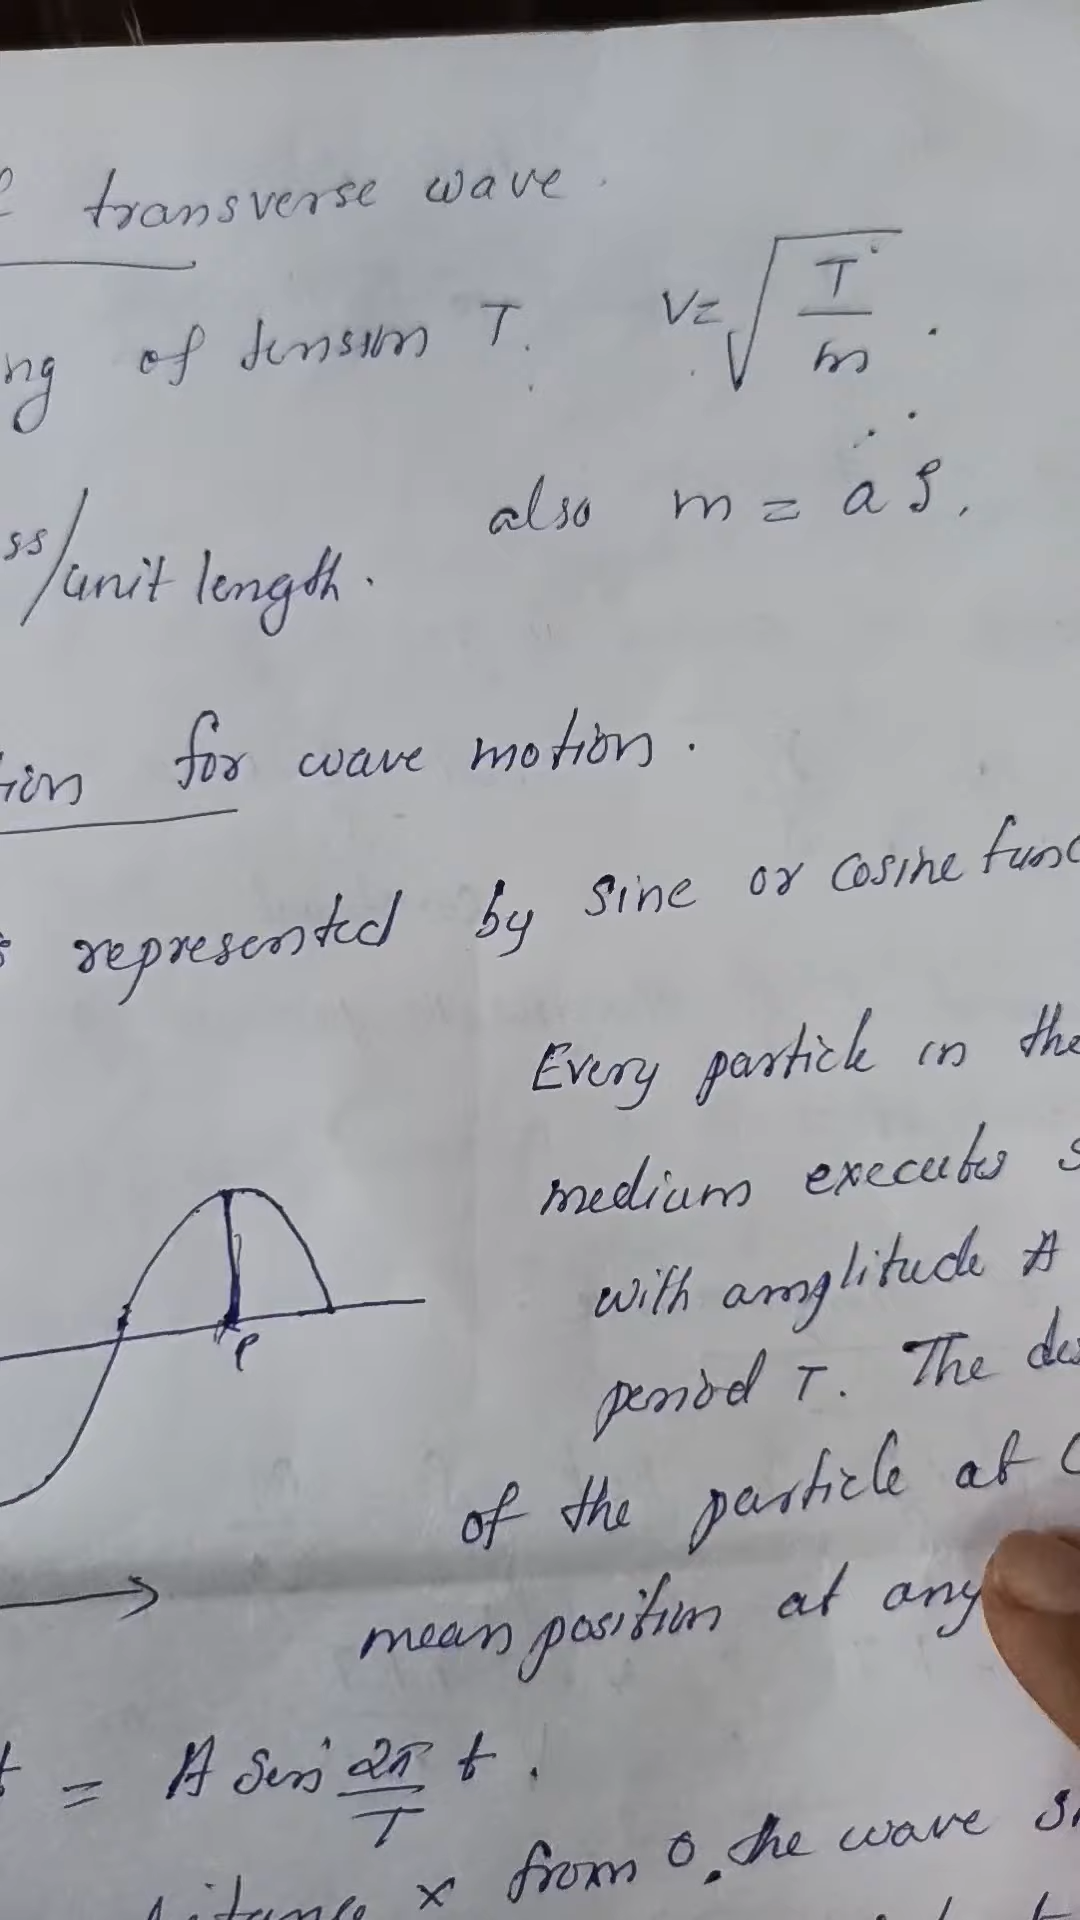 transverse wave.
of tension T. V = √(T/m).
/unit length. also m = aρ.
for wave motion.
represented by sine or cosine
Every particle in the
medium executes
with amplitude A
P
period T. The
of the particle at
mean position at any
= A sin 2π/T t.
x from O, the wave